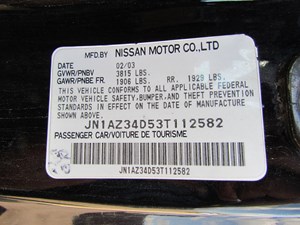 MFD.BY NISSAN MOTOR CO.,LTD
DATE 02/03
GVWR/PNBV 3815 LBS.
GAWR/PNBE FR. 1906 LBS. RR. 1929 LBS.
THIS VEHICLE CONFORMS TO ALL APPLICABLE
FEDERAL MOTOR VEHICLE SAFETY, BUMPER, AND THEFT
STANDARDS IN EFFECT ON THE DATE OF MANUFACTURE
SHOWN ABOVE.
JN1AZ34D53T112582
PASSENGER CAR/VOITURE DE TOURISME
JN1AZ34D53T112582